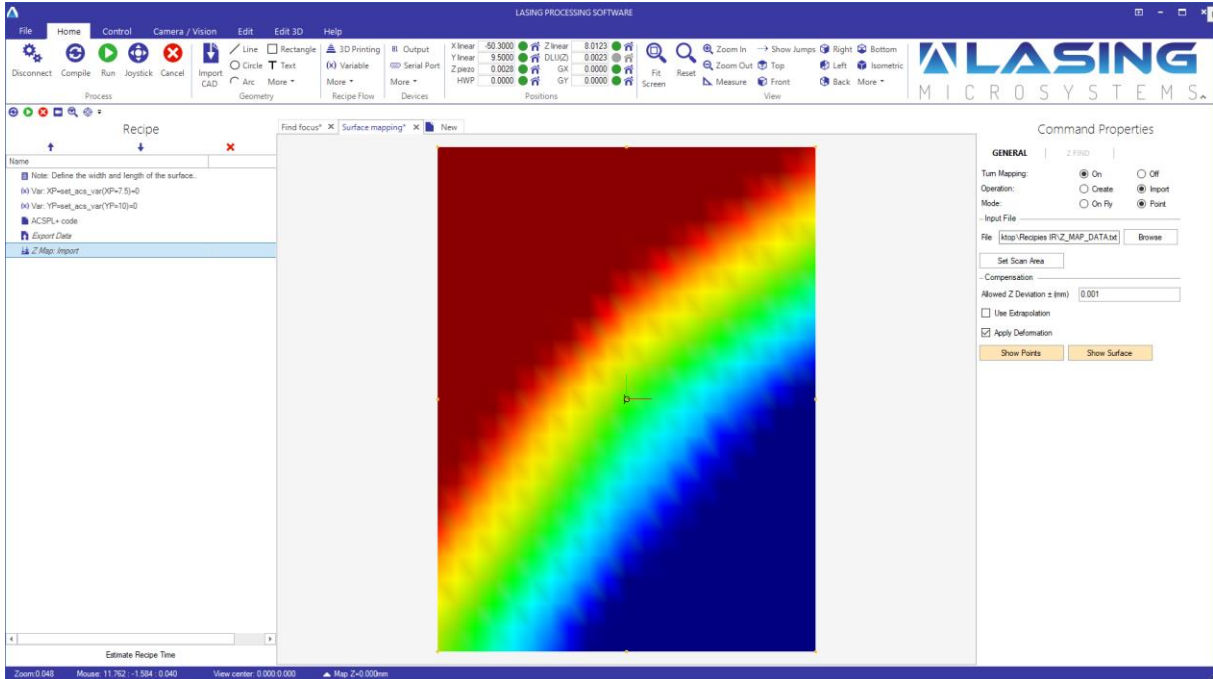 LASING PROCESSING SOFTWARE
File Home Control Camera / Vision Edit Edit 3D Help
Disconnect Compile Run Joystick Cancel
Process
Import CAD
Line Rectangle
Circle Text
Arc More
Geometry
3D Printing
(x) Variable
More
Recipe Flow
Output
Serial Port
More
Devices
X linear -50.3000 Z linear 8.0123
Y linear 9.5000 DLU(Z) 0.0023
Z piezo 0.0028 GX 0.0000
HWP 0.0000 GY 0.0000
Positions
Fit Screen
Reset
Zoom In Show Jumps Right Bottom
Zoom Out Top Left Isometric
Measure Front Back More
View
LASING
MICROSYSTEMS
Recipe
Name
Note: Define the width and length of the surface..
(x) Var: XP=set_acs_var(XP=7.5)=0
(x) Var: YP=set_acs_var(YP=10)=0
ACSPL+ code
Export Data
Z Map: Import
Estimate Recipe Time
Find focus* Surface mapping* New
Command Properties
GENERAL Z FIND
Turn Mapping: On Off
Operation: Create Import
Mode: On Fly Point
Input File
File ktop\Recipies IR\Z_MAP_DATA.txt Browse
Set Scan Area
Compensation
Allowed Z Deviation ± (mm) 0.001
Use Extrapolation
Apply Deformation
Show Points Show Surface
Zoom:0.048 Mouse: 11.762 : -1.584 : 0.040 View center: 0.000:0.000 Map Z=0.000mm